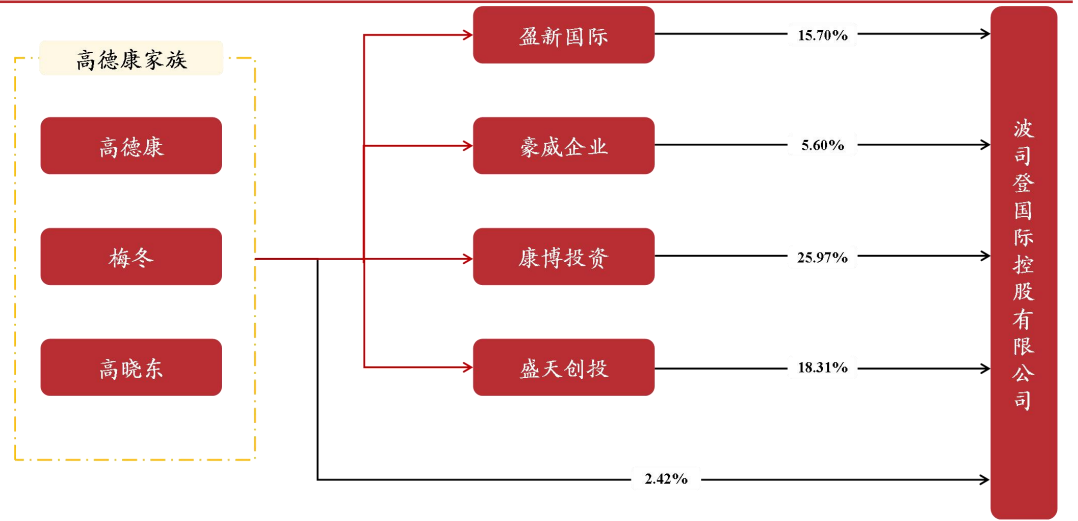 高德康家族
高德康
梅冬
高晓东
盈新国际
15.70%
豪威企业
5.60%
康博投资
25.97%
盛天创投
18.31%
2.42%
波司登国际控股有限公司